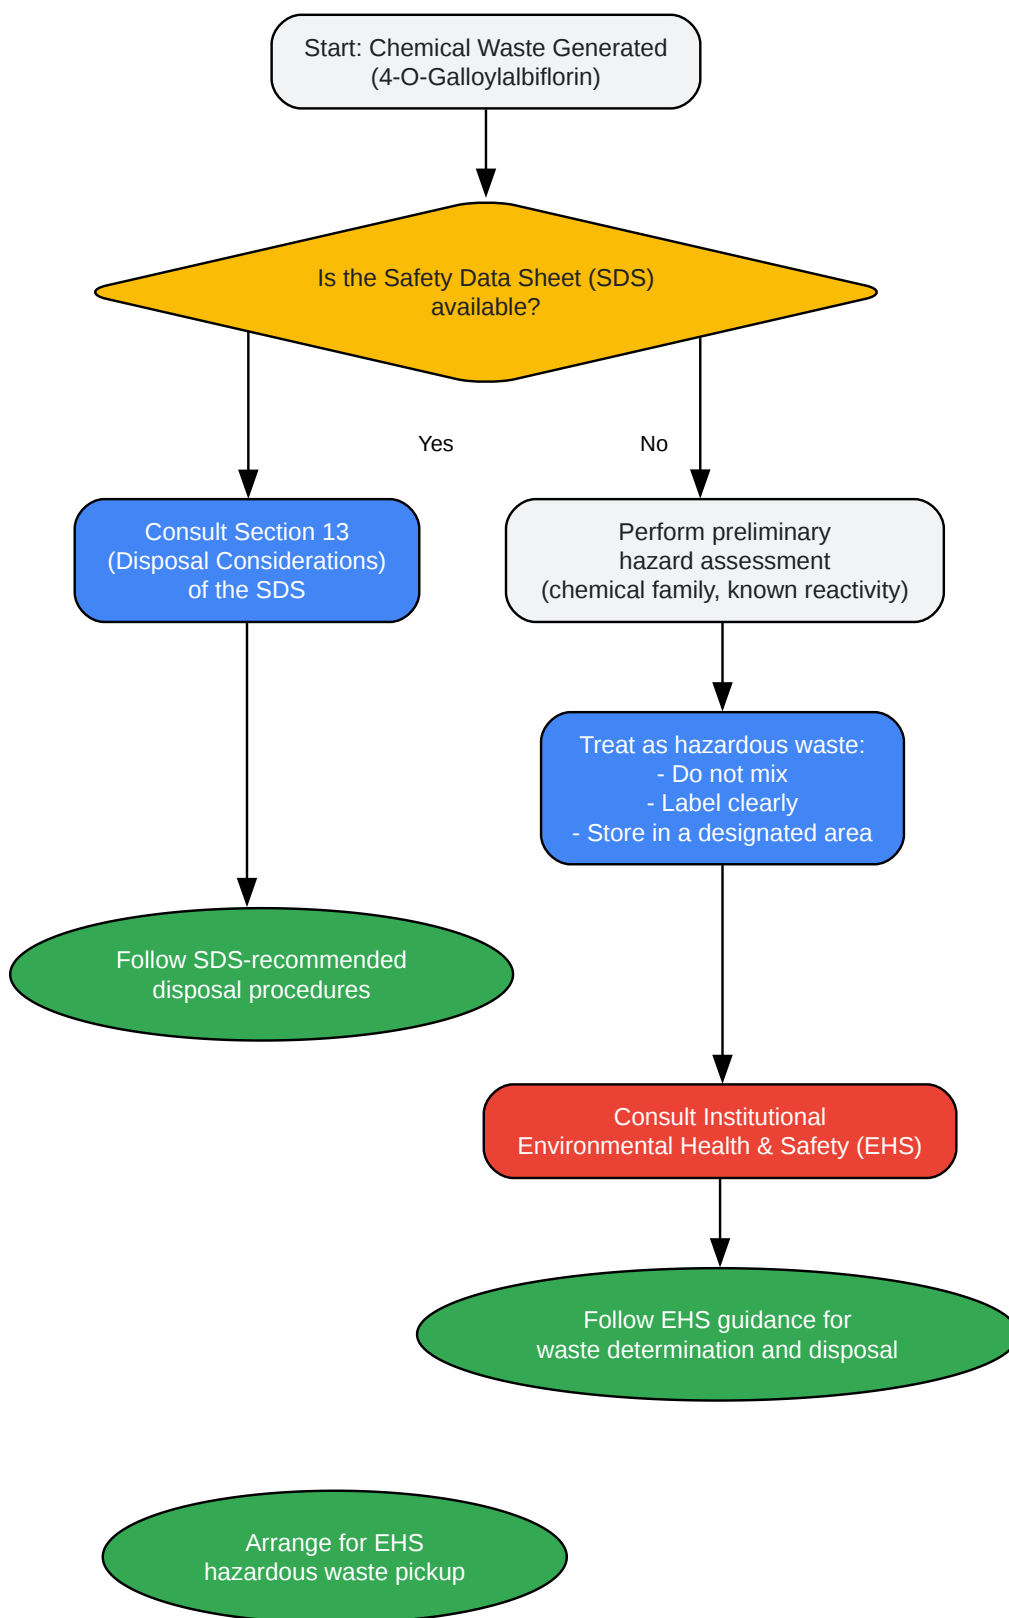 Start: Chemical Waste Generated
(4-O-Galloylalbiflorin)
Is the Safety Data Sheet (SDS)
available?
Yes
No
Consult Section 13
(Disposal Considerations)
of the SDS
Perform preliminary
hazard assessment
(chemical family, known reactivity)
Treat as hazardous waste:
- Do not mix
- Label clearly
- Store in a designated area
Follow SDS-recommended
disposal procedures
Consult Institutional
Environmental Health & Safety (EHS)
Follow EHS guidance for
waste determination and disposal
Arrange for EHS
hazardous waste pickup